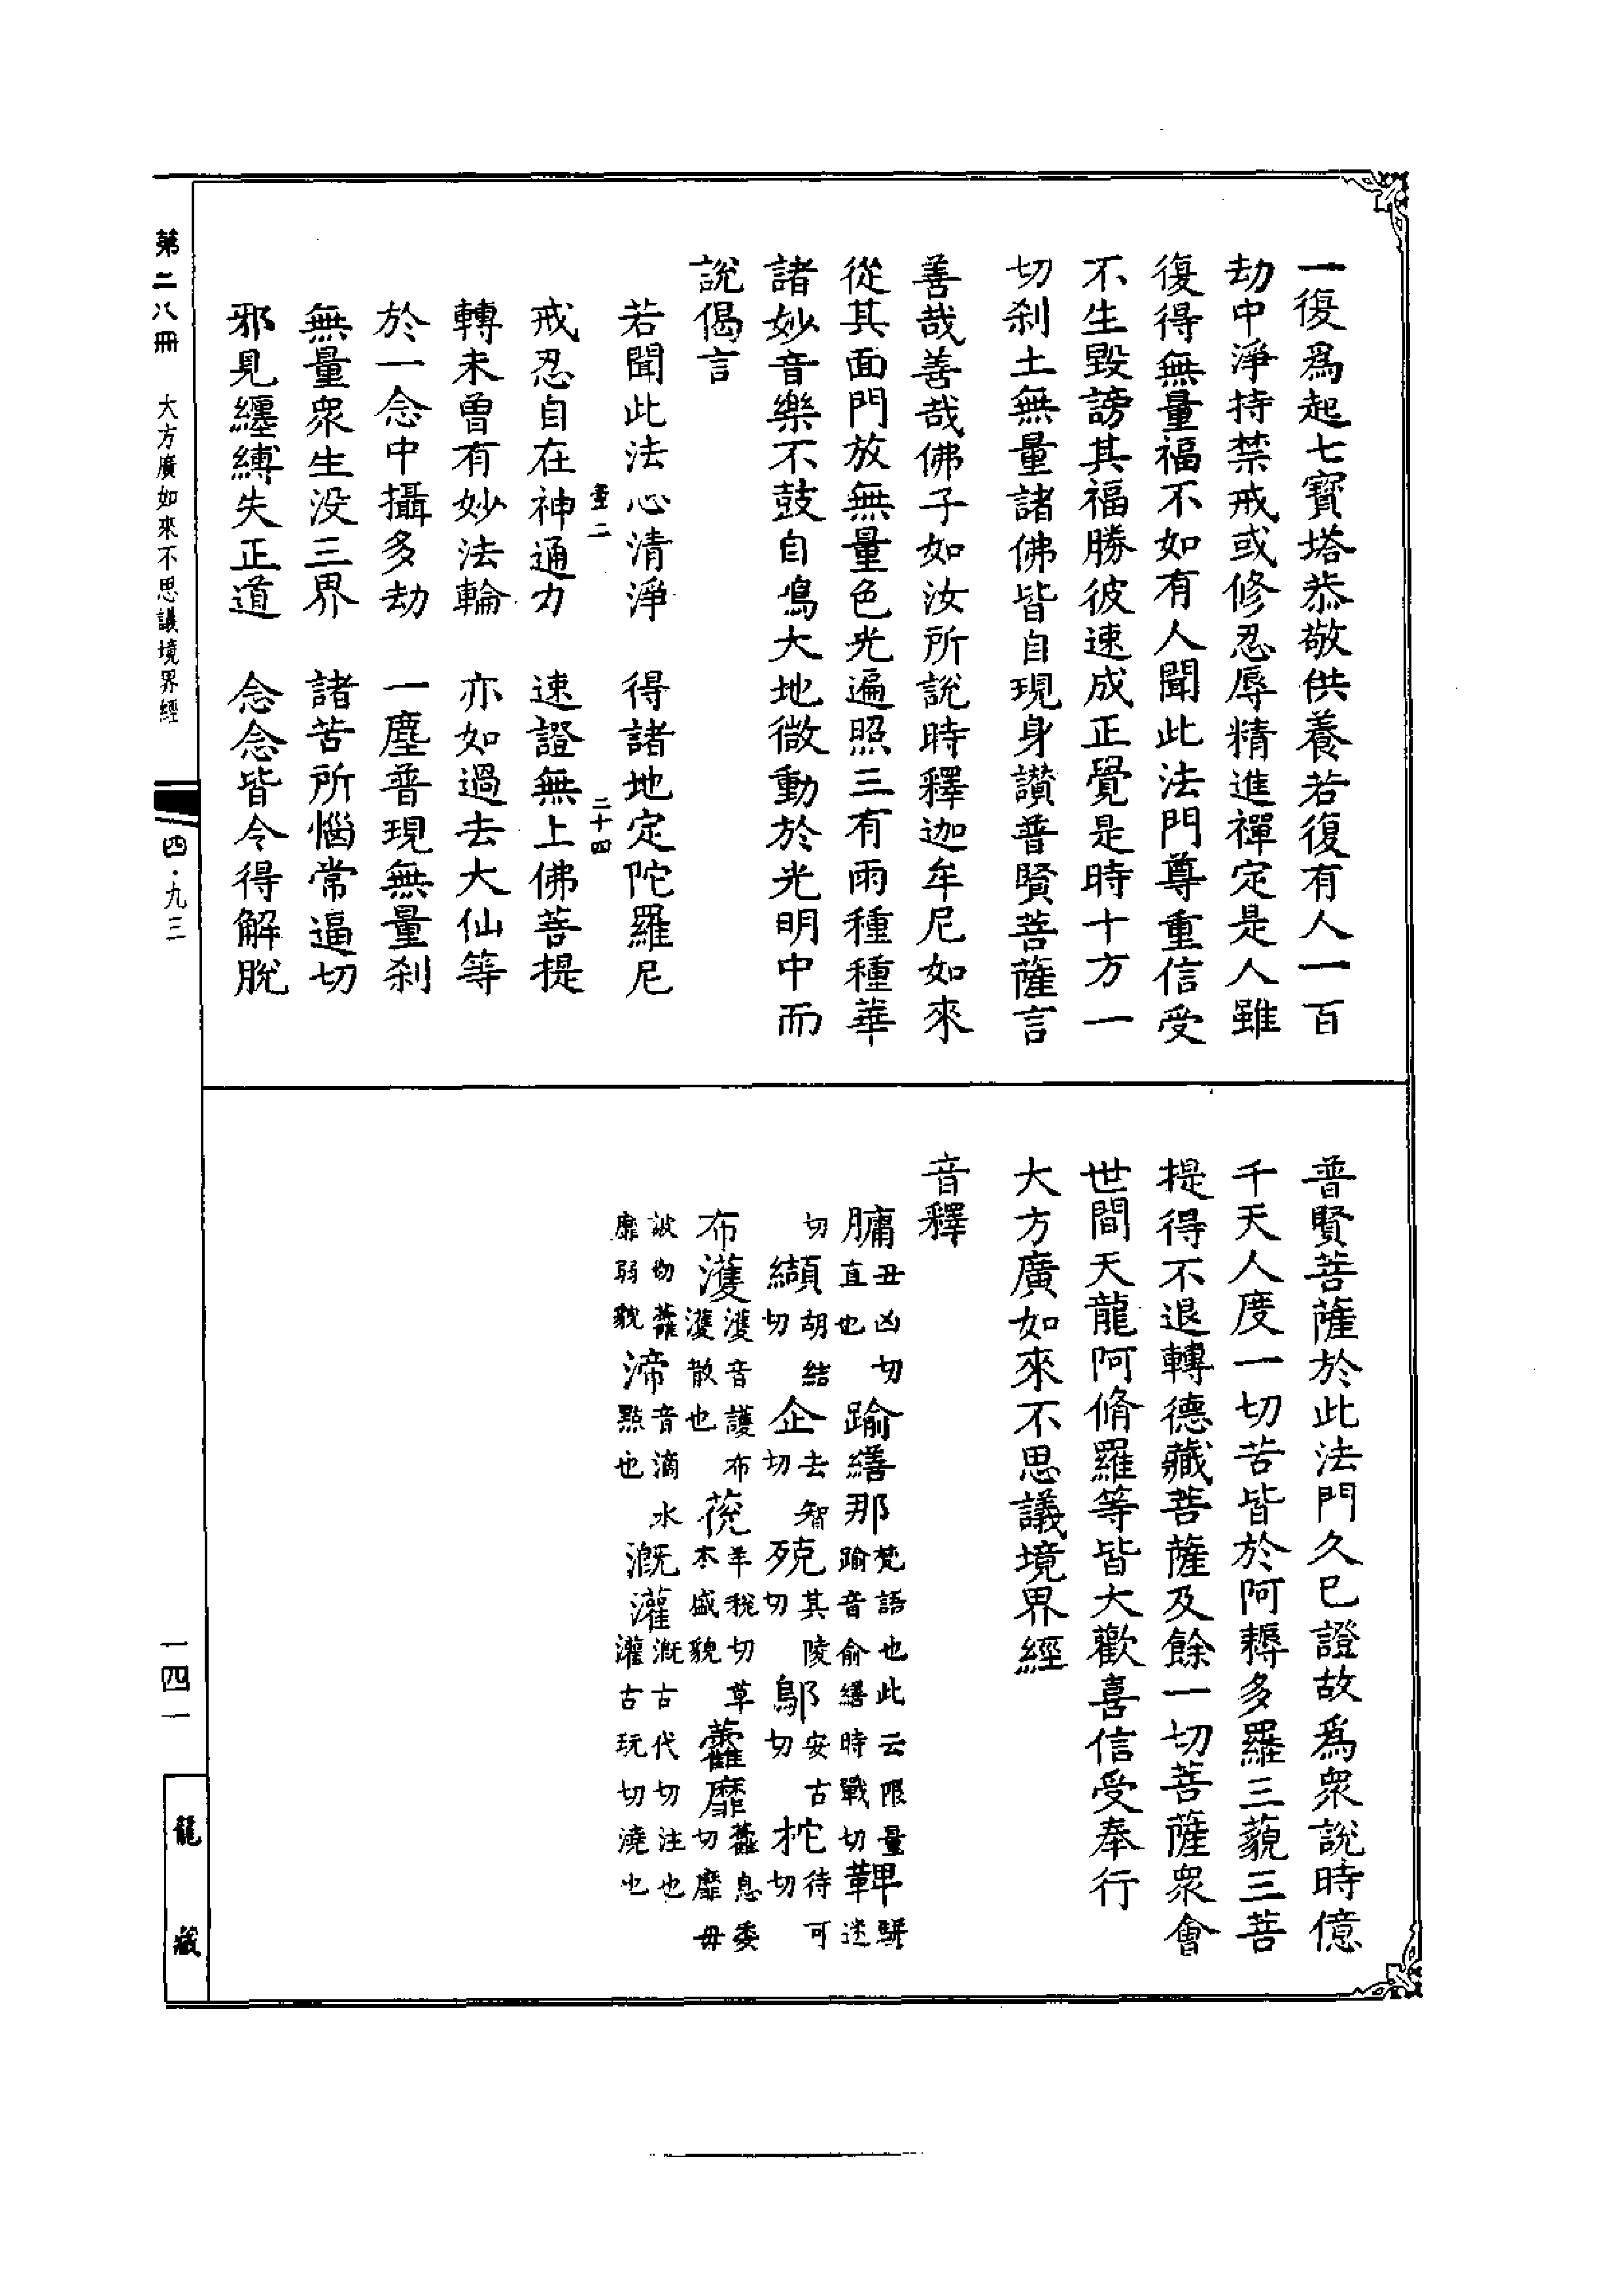 一復爲起七寶塔恭敬供養若復有人一百
劫中淨持禁戒或修忍辱精進禪定是人雖
復得無量福不如有人聞此法門尊重信受
不生毀謗其福勝彼速成正覺是時十方一
切刹土無量諸佛皆自現身讃普賢菩薩言
善哉善哉佛子如汝所說時釋迦牟尼如來
從其面門放無量色光遍照三有雨種種華
諸妙音樂不鼓自鳴大地微動於光明中而
說偈言
若聞此法心清淨　得諸地定陀羅尼
二十四
戒忍自在神通力　速證無上佛菩提
轉未曾有妙法輪　亦如過去大仙等
於一念中攝多劫　一塵普現無量刹
無量衆生没三界　諸苦所惱常逼切
邪見纏縛失正道　念念皆令得解脫
普賢菩薩於此法門久已證故爲衆說時億
千天人度一切苦皆於阿耨多羅三藐三菩
提得不退轉德藏菩薩及餘一切菩薩衆會
世間天龍阿脩羅等皆大歡喜信受奉行
大方廣如來不思議境界經
音釋
𦟛丑凶切直也　踰繕那梵語也此云限量踰音俞繕時戰切　鞞駢迷
切　纈胡結切　企去智切　殑其陵切　鄔安古切　柁待可切
布濩濩音護布濩散也　莌羊稅切草木盛貌　靃靡靃息委切靡毋
詖切靃靡弱貌　渧音滴水點也　溉灌溉古代切注也灌古玩切澆也
第二八冊　大方廣如來不思議境界經
四·九三
一四一
龍藏